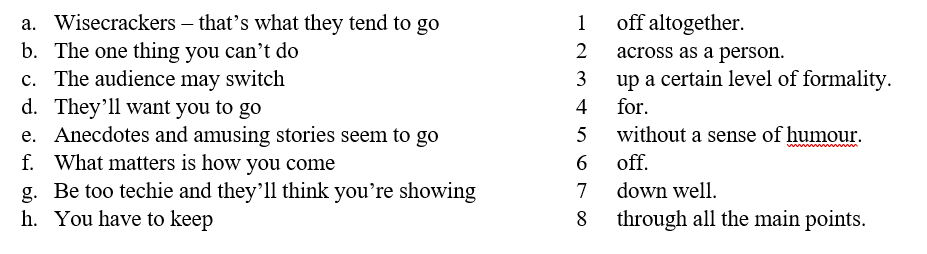 a. Wisecrackers – that’s what they tend to go 1 off altogether.
b. The one thing you can’t do 2 across as a person.
c. The audience may switch 3 up a certain level of formality.
d. They’ll want you to go 4 for.
e. Anecdotes and amusing stories seem to go 5 without a sense of humour.
f. What matters is how you come 6 off.
g. Be too techie and they’ll think you’re showing 7 down well.
h. You have to keep 8 through all the main points.